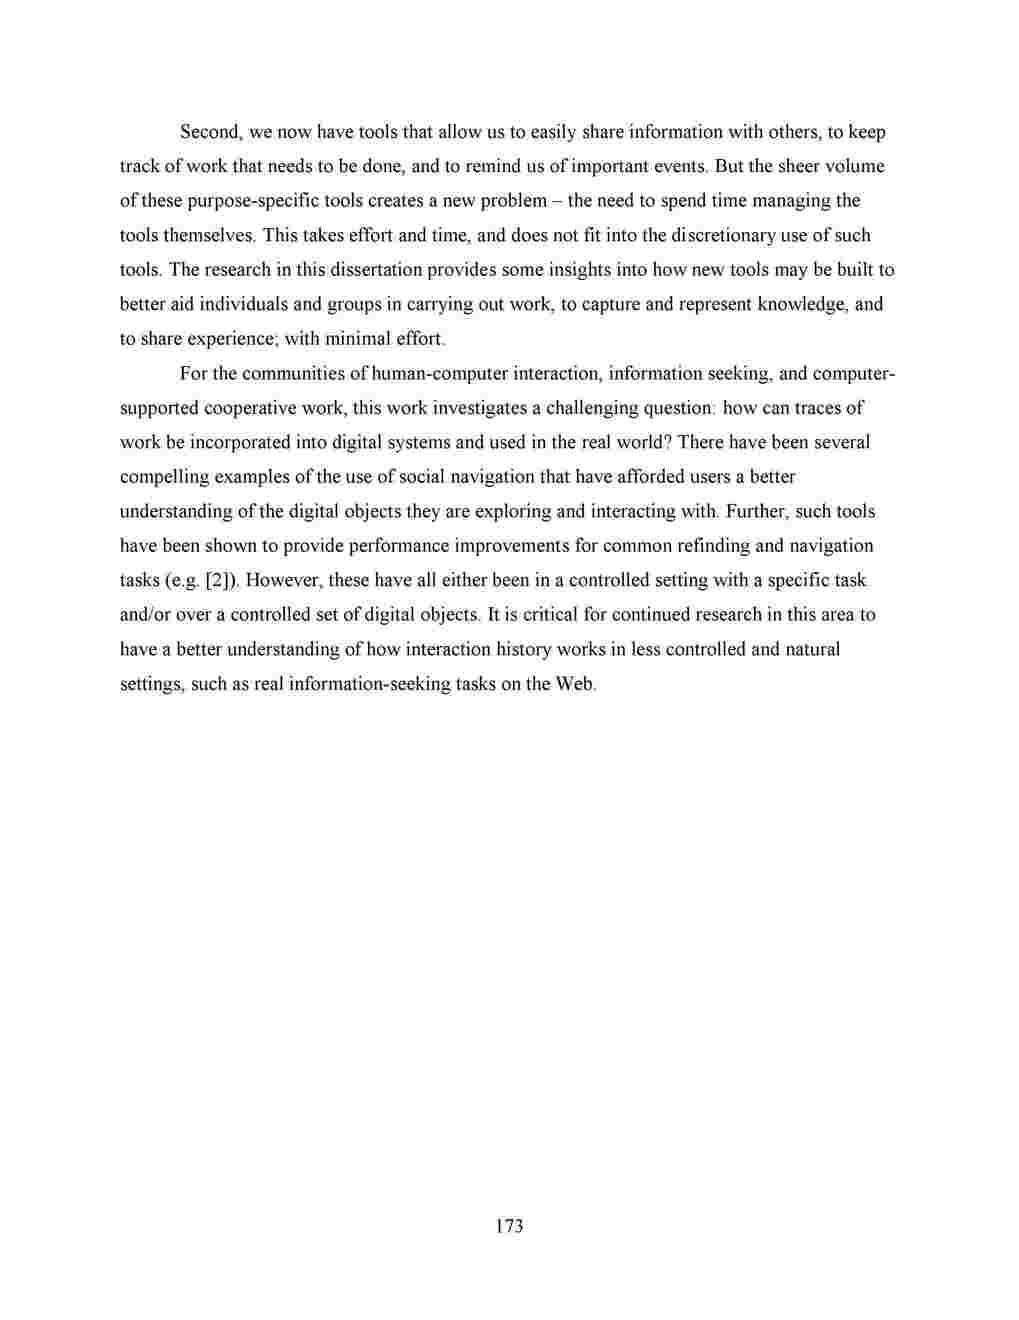 Second, we now have tools that allow us to easily share information with others, to keep
track of work that needs to be done, and to remind us of important events. But the sheer volume
of these purpose-specific tools creates a new problem – the need to spend time managing the
tools themselves. This takes effort and time, and does not fit into the discretionary use of such
tools. The research in this dissertation provides some insights into how new tools may be built to
better aid individuals and groups in carrying out work, to capture and represent knowledge, and
to share experience; with minimal effort.
For the communities of human-computer interaction, information seeking, and computer-
supported cooperative work, this work investigates a challenging question: how can traces of
work be incorporated into digital systems and used in the real world? There have been several
compelling examples of the use of social navigation that have afforded users a better
understanding of the digital objects they are exploring and interacting with. Further, such tools
have been shown to provide performance improvements for common refinding and navigation
tasks (e.g. [2]). However, these have all either been in a controlled setting with a specific task
and/or over a controlled set of digital objects. It is critical for continued research in this area to
have a better understanding of how interaction history works in less controlled and natural
settings, such as real information-seeking tasks on the Web.
173